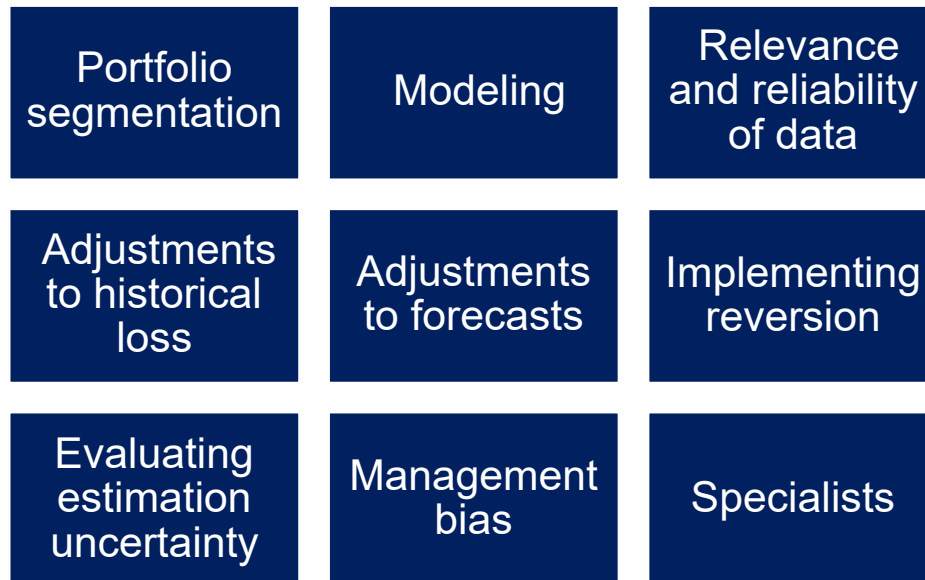 Portfolio
segmentation
Modeling
Relevance
and reliability
of data
Adjustments
to historical
loss
Adjustments
to forecasts
Implementing
reversion
Evaluating
estimation
uncertainty
Management
bias
Specialists